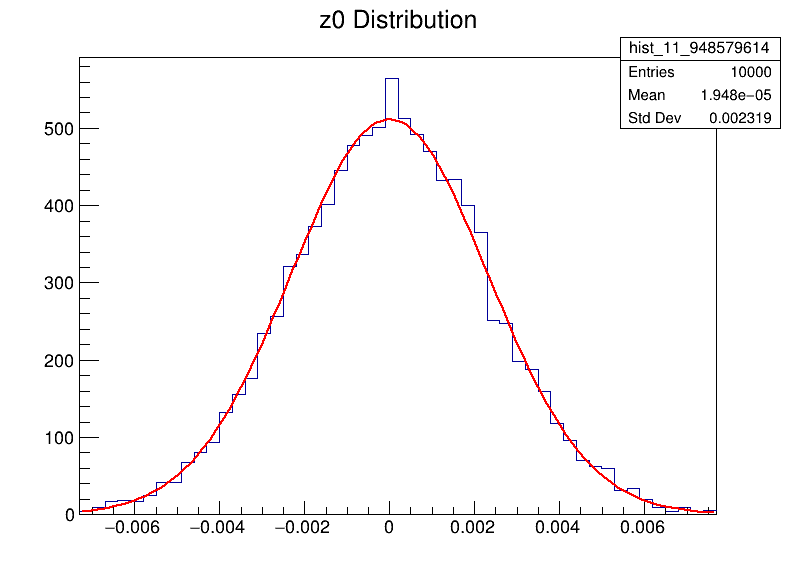 z0 Distribution
hist_11_948579614
Entries 10000
Mean 1.948e−05
Std Dev 0.002319
500
400
300
200
100
0
−0.006 −0.004 −0.002 0 0.002 0.004 0.006